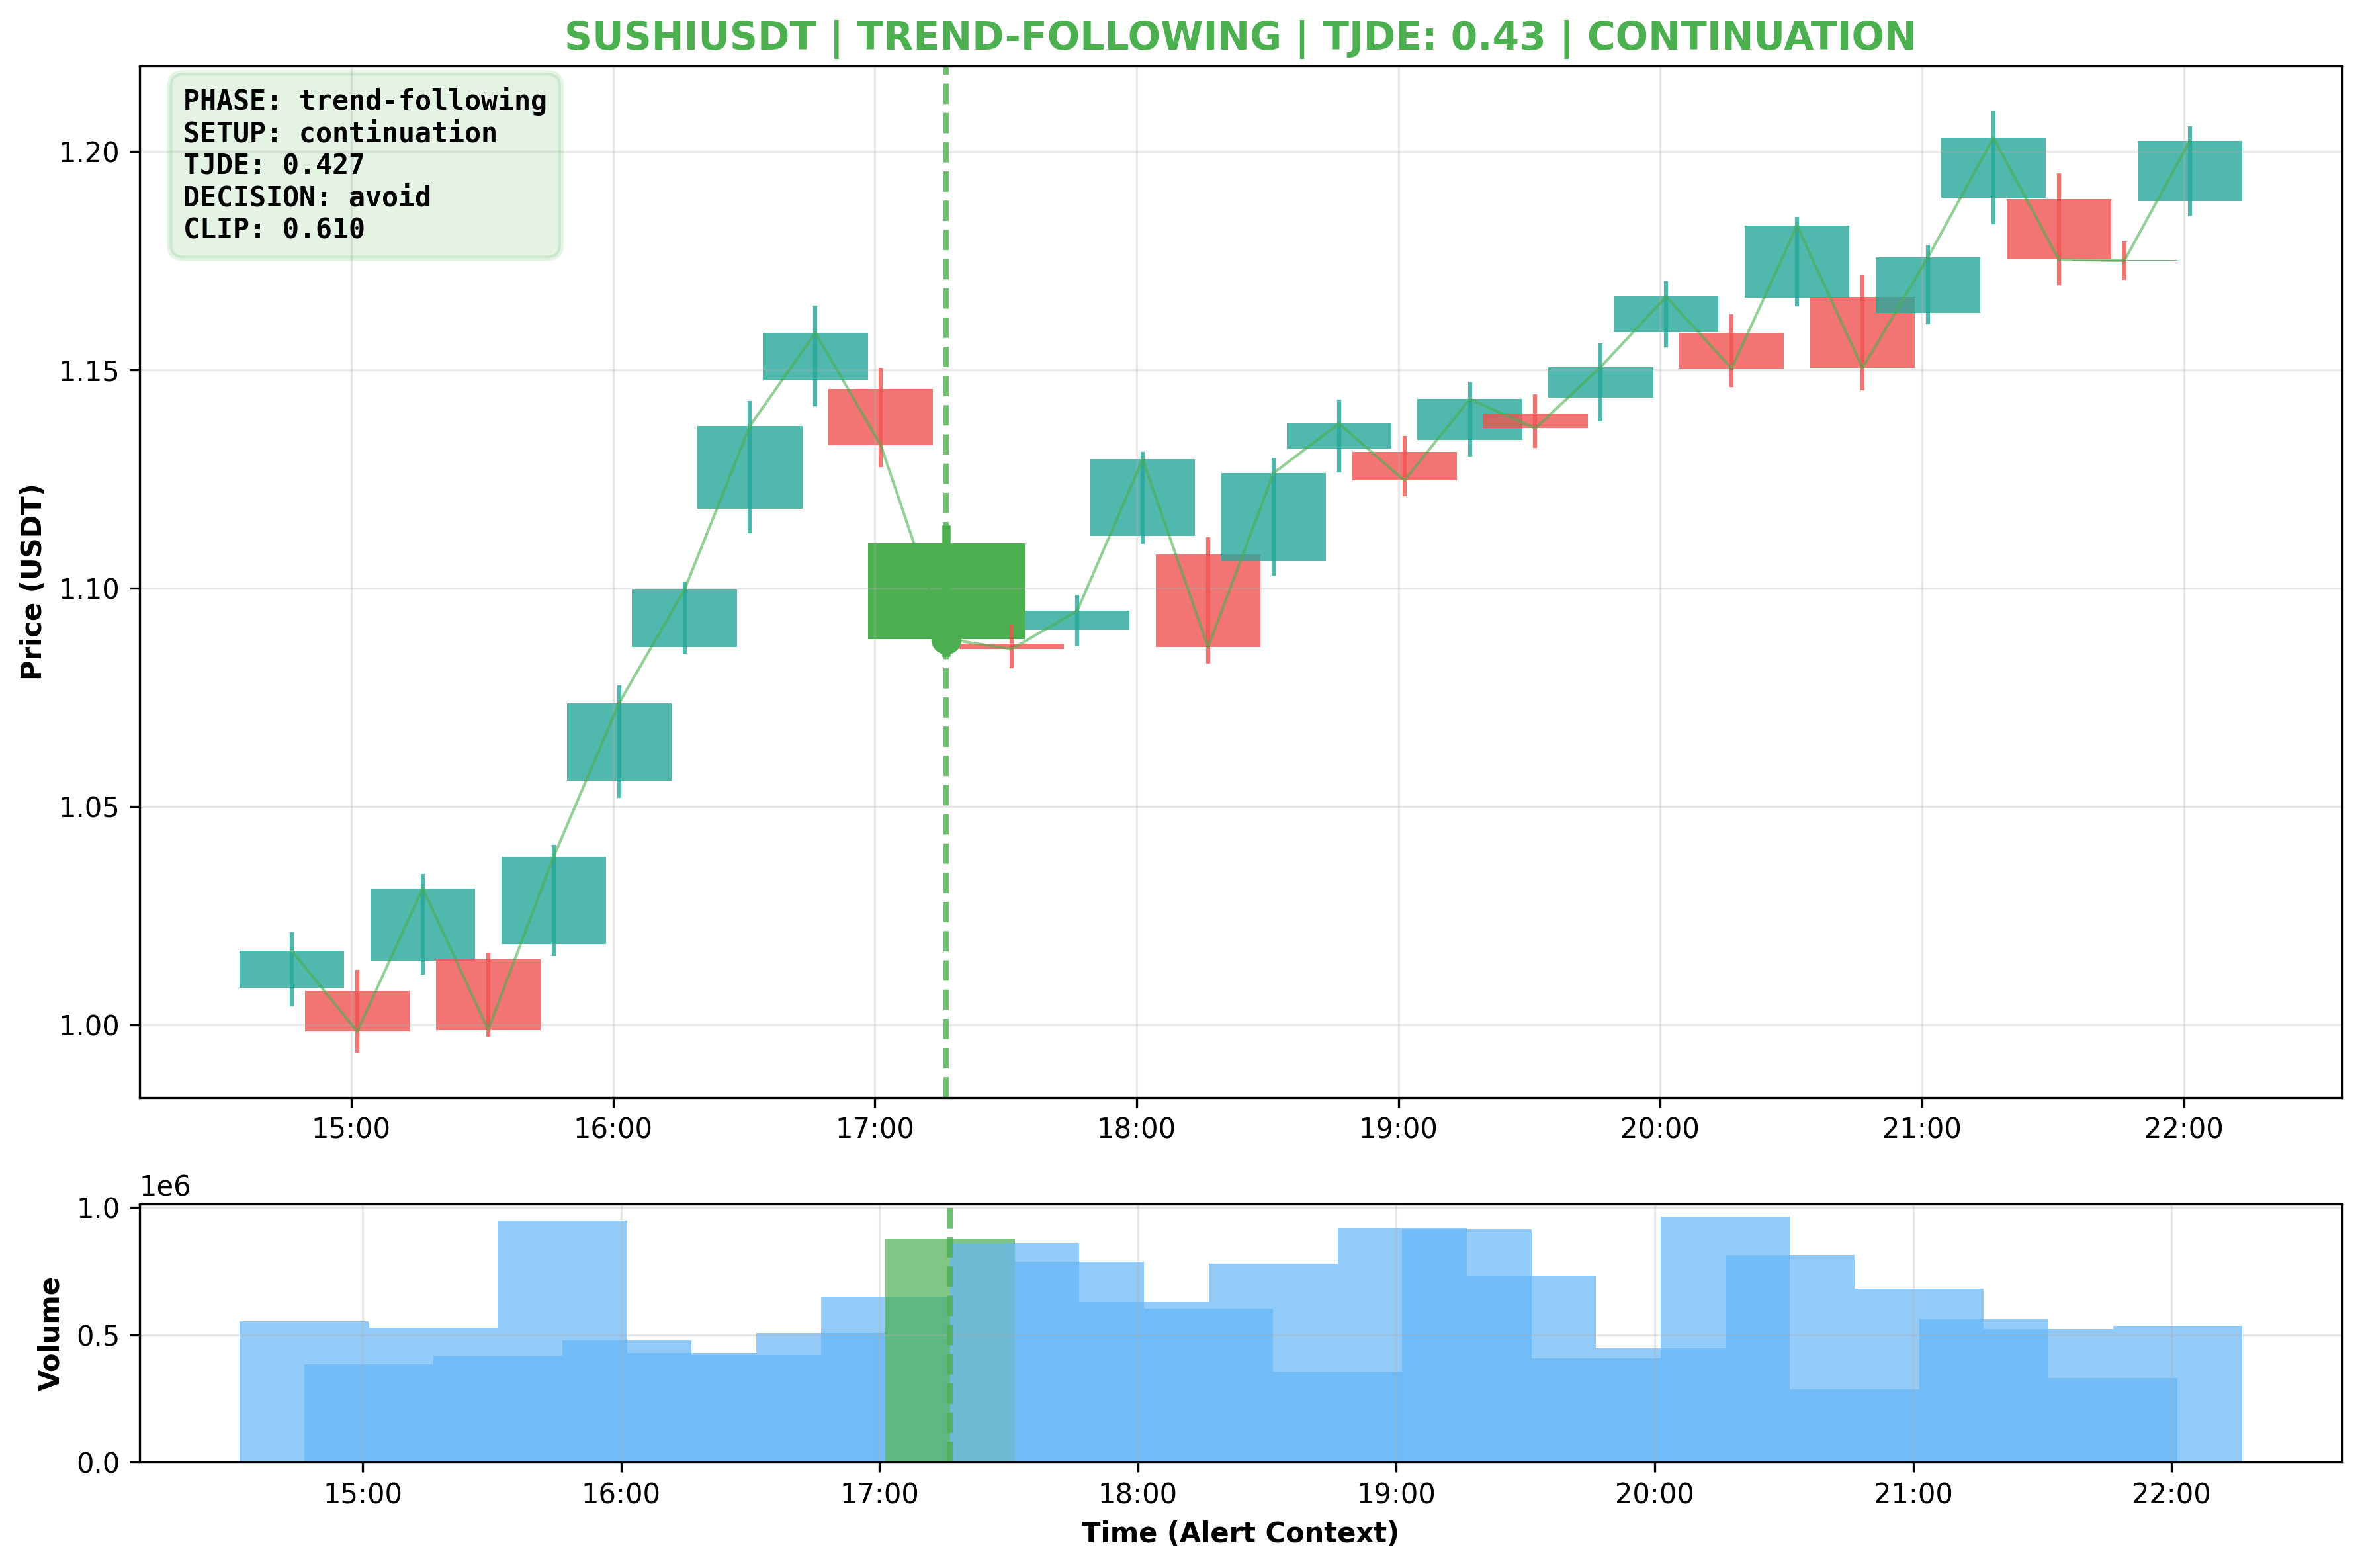 SUSHIUSDT | TREND-FOLLOWING | TJDE: 0.43 | CONTINUATION
PHASE: trend-following
SETUP: continuation
TJDE: 0.427
DECISION: avoid
CLIP: 0.610
Price (USDT)
1.20
1.15
1.10
1.05
1.00
15:00 16:00 17:00 18:00 19:00 20:00 21:00 22:00
1e6
Volume
1.0
0.5
0.0
15:00 16:00 17:00 18:00 19:00 20:00 21:00 22:00
Time (Alert Context)